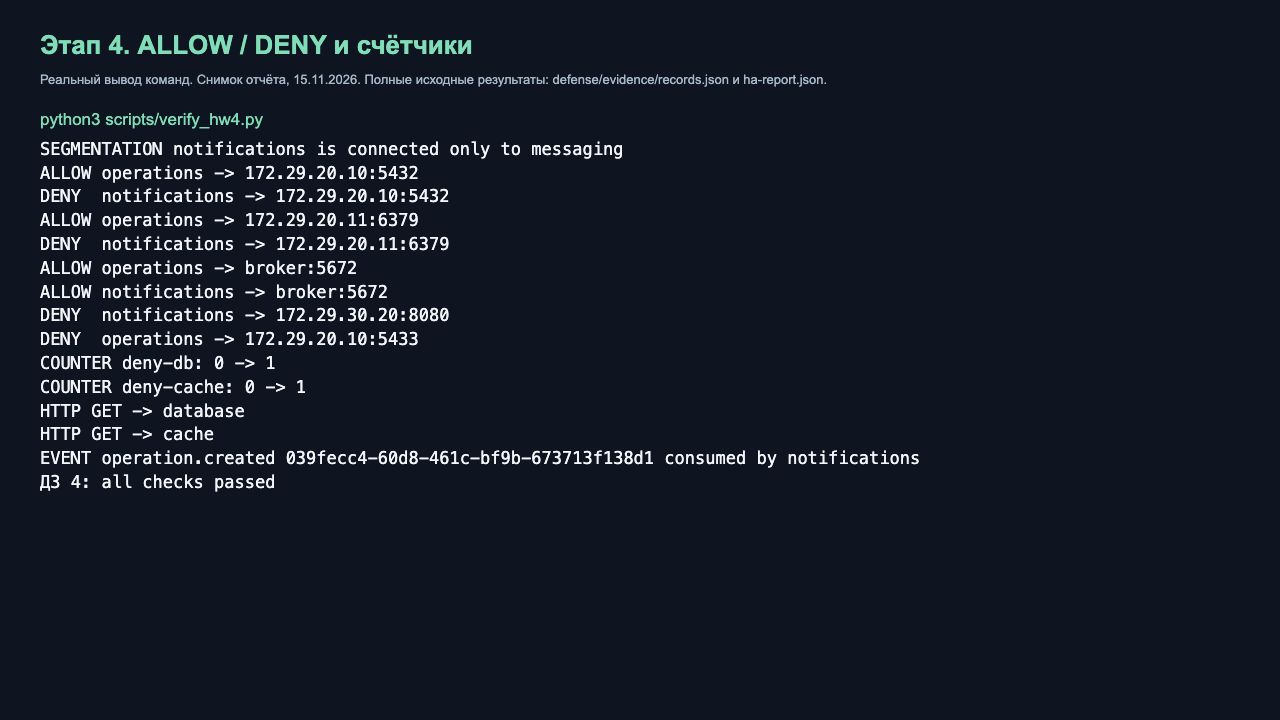 Этап 4. ALLOW / DENY и счётчики
Реальный вывод команд. Снимок отчёта, 15.11.2026. Полные исходные результаты: defense/evidence/records.json и ha-report.json.
python3 scripts/verify_hw4.py
SEGMENTATION notifications is connected only to messaging
ALLOW operations -> 172.29.20.10:5432
DENY  notifications -> 172.29.20.10:5432
ALLOW operations -> 172.29.20.11:6379
DENY  notifications -> 172.29.20.11:6379
ALLOW operations -> broker:5672
ALLOW notifications -> broker:5672
DENY  notifications -> 172.29.30.20:8080
DENY  operations -> 172.29.20.10:5433
COUNTER deny-db: 0 -> 1
COUNTER deny-cache: 0 -> 1
HTTP GET -> database
HTTP GET -> cache
EVENT operation.created 039fecc4-60d8-461c-bf9b-673713f138d1 consumed by notifications
ДЗ 4: all checks passed